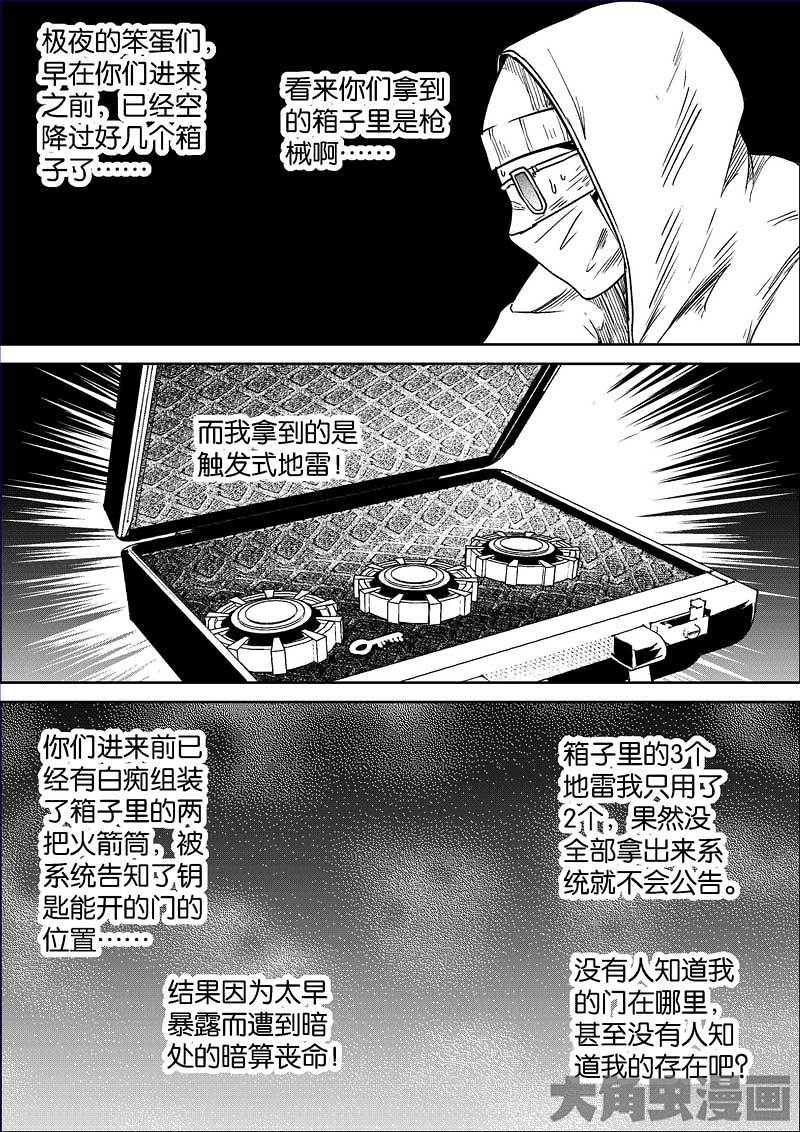 极夜的笨蛋们，
早在你们进来
之前，已经空
降过好几个箱
子了……
看来你们拿到
的箱子里是枪
械啊……
而我拿到的是
触发式地雷！
你们进来前已
经有白痴组装
了箱子里的两
把火箭筒，被
系统告知了钥
匙能开的门的
位置……
结果因为太早
暴露而遭到暗
处的暗算丧命！
箱子里的3个
地雷我只用了
2个，果然没
全部拿出来系
统就不会公告。
没有人知道我
的门在哪里，
甚至没有人知
道我的存在吧？
大角虫漫画